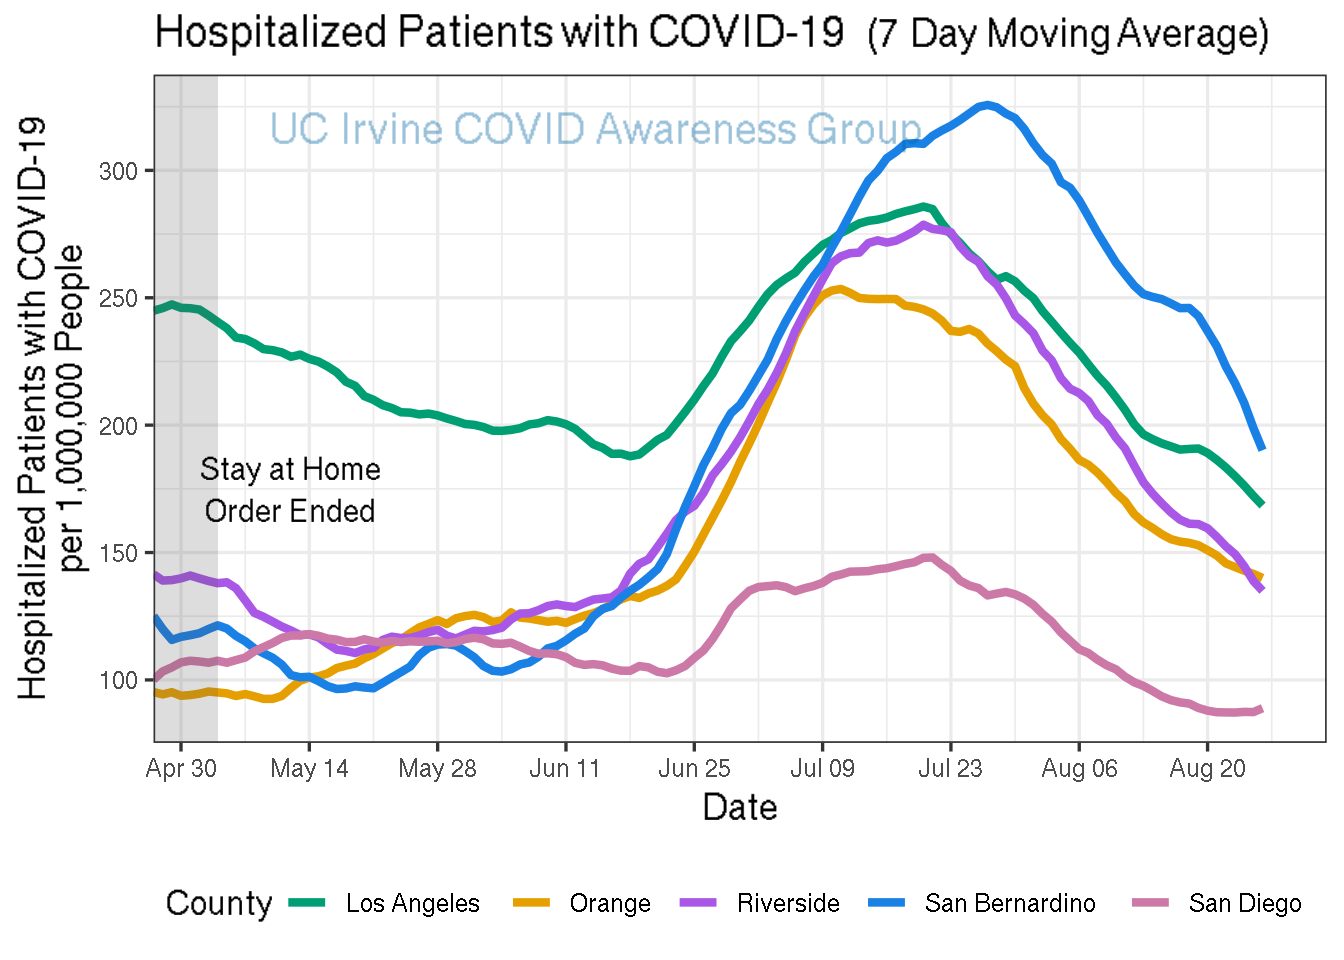 Hospitalized Patients with COVID-19 (7 Day Moving Average)
UC Irvine COVID Awareness Group
Hospitalized Patients with COVID-19
per 1,000,000 People
300
250
200
150
100
Stay at Home
Order Ended
Apr 30 May 14 May 28 Jun 11 Jun 25 Jul 09 Jul 23 Aug 06 Aug 20
Date
County Los Angeles Orange Riverside San Bernardino San Diego